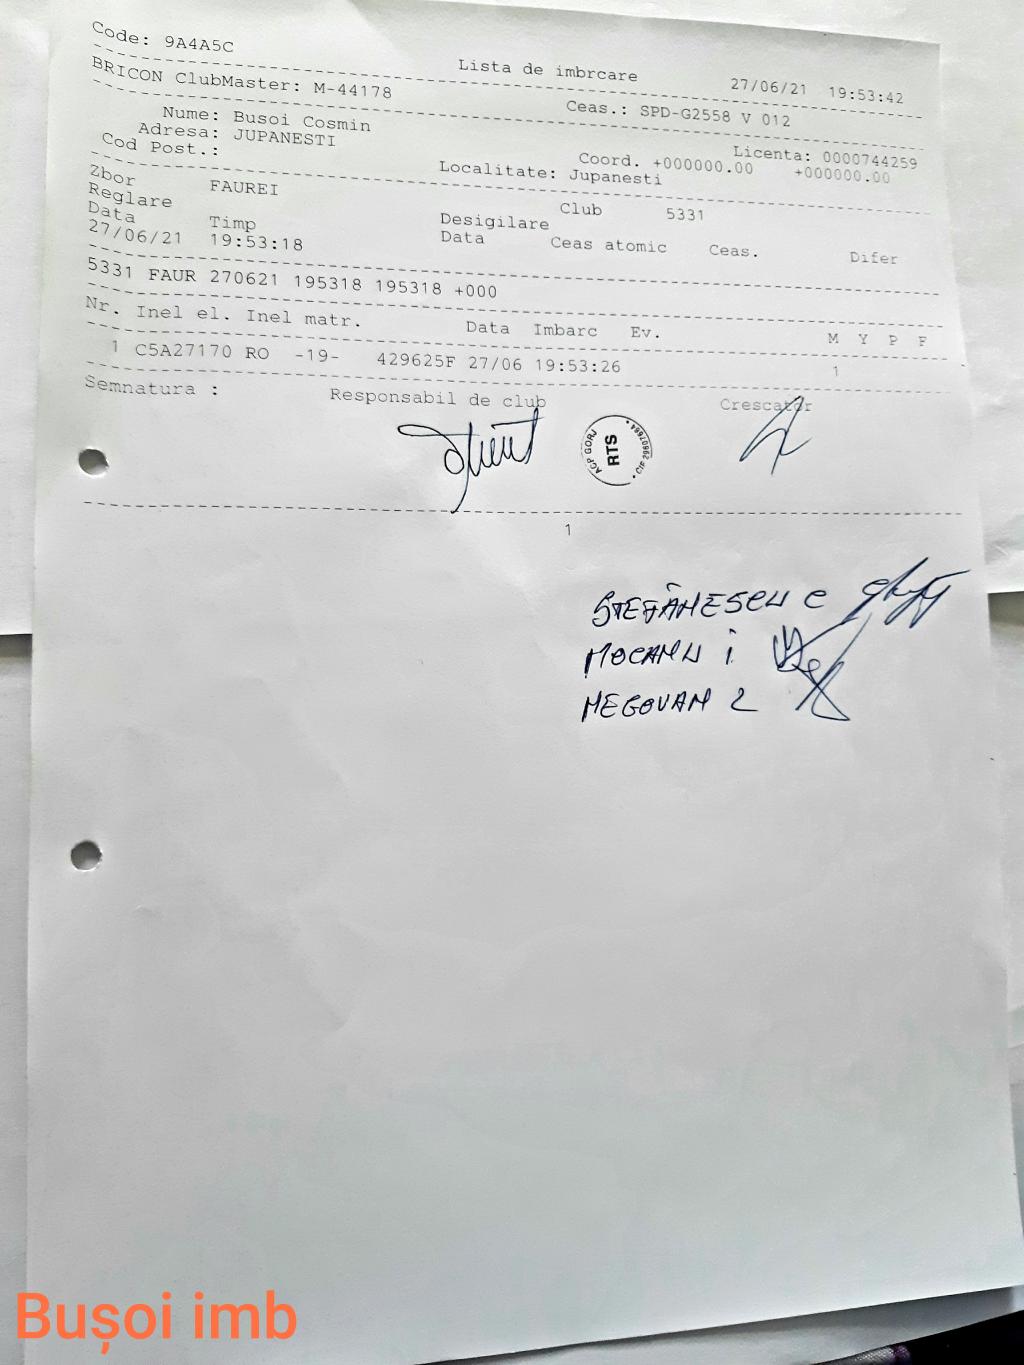 Code: 9A4A5C
Lista de imbrcare 27/06/21 19:53:42
BRICON ClubMaster: M-44178 Ceas.: SPD-G2558 V 012
Nume: Busoi Cosmin Licenta: 0000744259
Adresa: JUPANESTI Coord. +000000.00 +000000.00
Cod Post.: Localitate: Jupanesti
Zbor FAUREI Club 5331
Reglare Desigilare
Data Timp Data Ceas atomic Ceas. Difer
27/06/21 19:53:18
5331 FAUR 270621 195318 195318 +000
Nr. Inel el. Inel matr. Data Imbarc Ev. M Y P F
1 C5A27170 RO -19- 429625F 27/06 19:53:26 1
Semnatura : Responsabil de club Crescator
ACP GORJ
RTS
1
ȘTEFĂNESCU C
MOCANU i
NEGOVAN
Bușoi imb